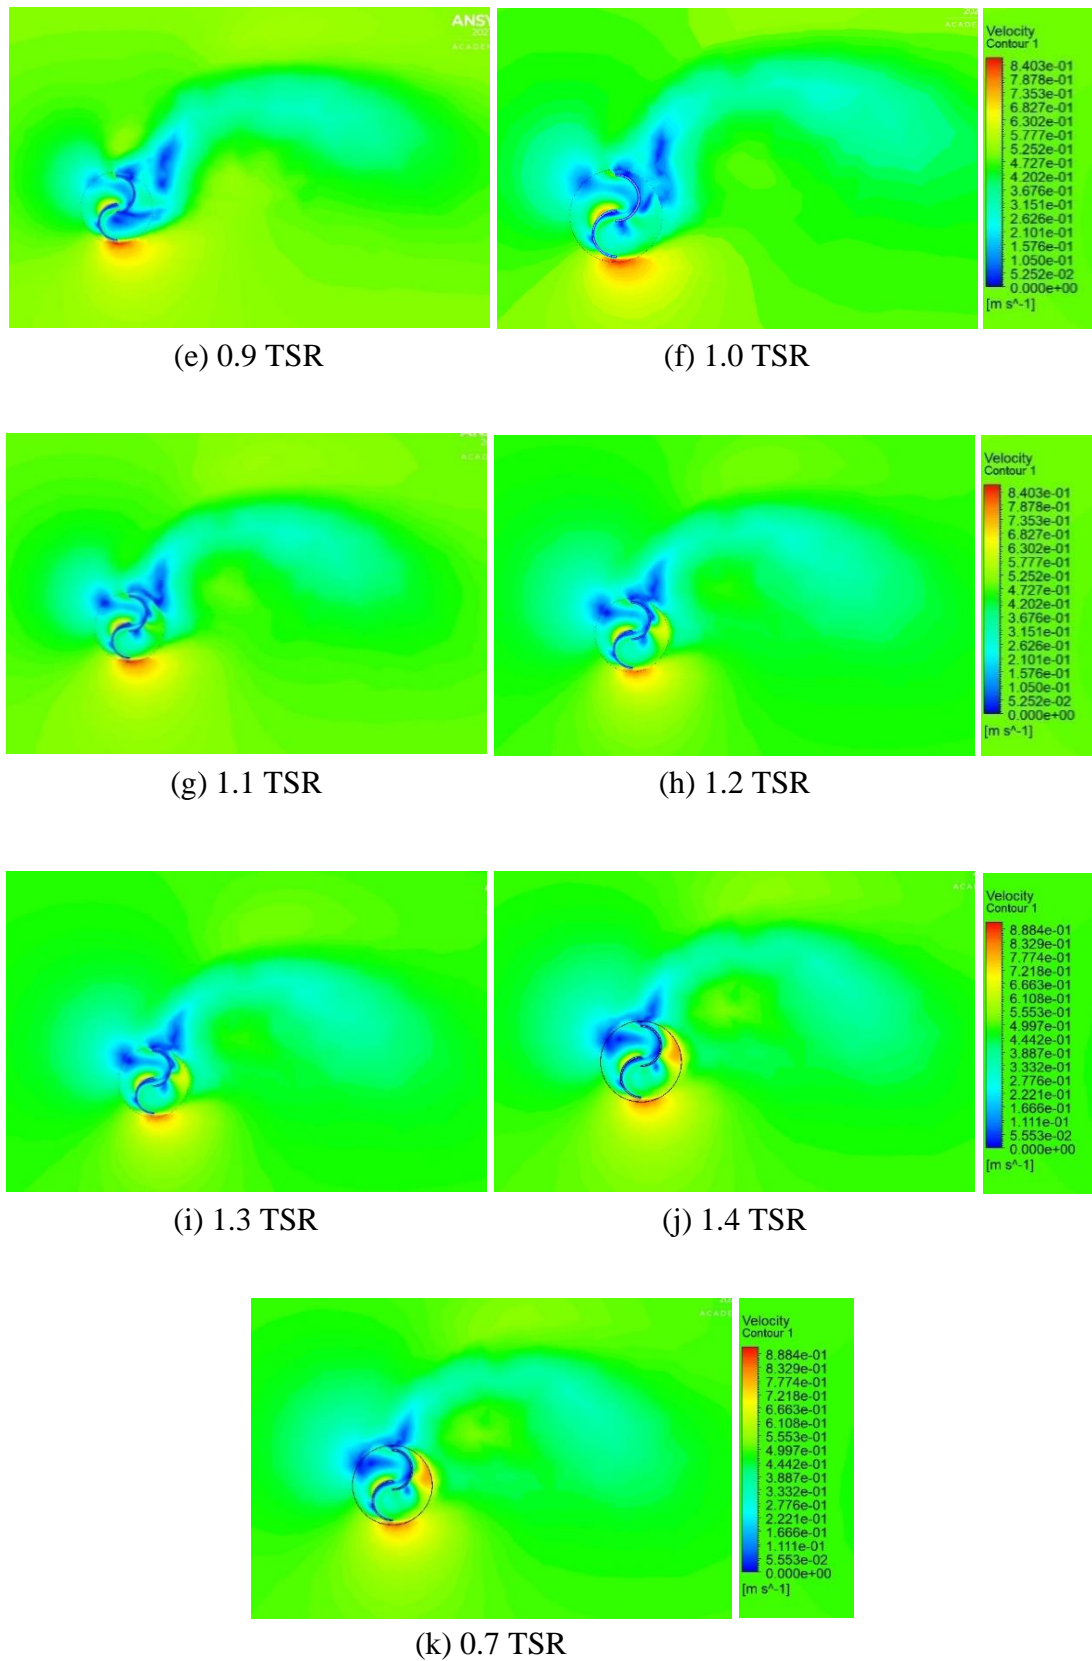 ANSY
202
ACADE
202
ACADE
Velocity
Contour 1
8.403e-01
7.878e-01
7.353e-01
6.827e-01
6.302e-01
5.777e-01
5.252e-01
4.727e-01
4.202e-01
3.676e-01
3.151e-01
2.626e-01
2.101e-01
1.576e-01
1.050e-01
5.252e-02
0.000e+00
[m s^-1]
(e) 0.9 TSR
(f) 1.0 TSR
ACAD
Velocity
Contour 1
8.403e-01
7.878e-01
7.353e-01
6.827e-01
6.302e-01
5.777e-01
5.252e-01
4.727e-01
4.202e-01
3.676e-01
3.151e-01
2.626e-01
2.101e-01
1.576e-01
1.050e-01
5.252e-02
0.000e+00
[m s^-1]
(g) 1.1 TSR
(h) 1.2 TSR
ACAD
Velocity
Contour 1
8.884e-01
8.329e-01
7.774e-01
7.218e-01
6.663e-01
6.108e-01
5.553e-01
4.997e-01
4.442e-01
3.887e-01
3.332e-01
2.776e-01
2.221e-01
1.666e-01
1.111e-01
5.553e-02
0.000e+00
[m s^-1]
(i) 1.3 TSR
(j) 1.4 TSR
ACADE
Velocity
Contour 1
8.884e-01
8.329e-01
7.774e-01
7.218e-01
6.663e-01
6.108e-01
5.553e-01
4.997e-01
4.442e-01
3.887e-01
3.332e-01
2.776e-01
2.221e-01
1.666e-01
1.111e-01
5.553e-02
0.000e+00
[m s^-1]
(k) 0.7 TSR